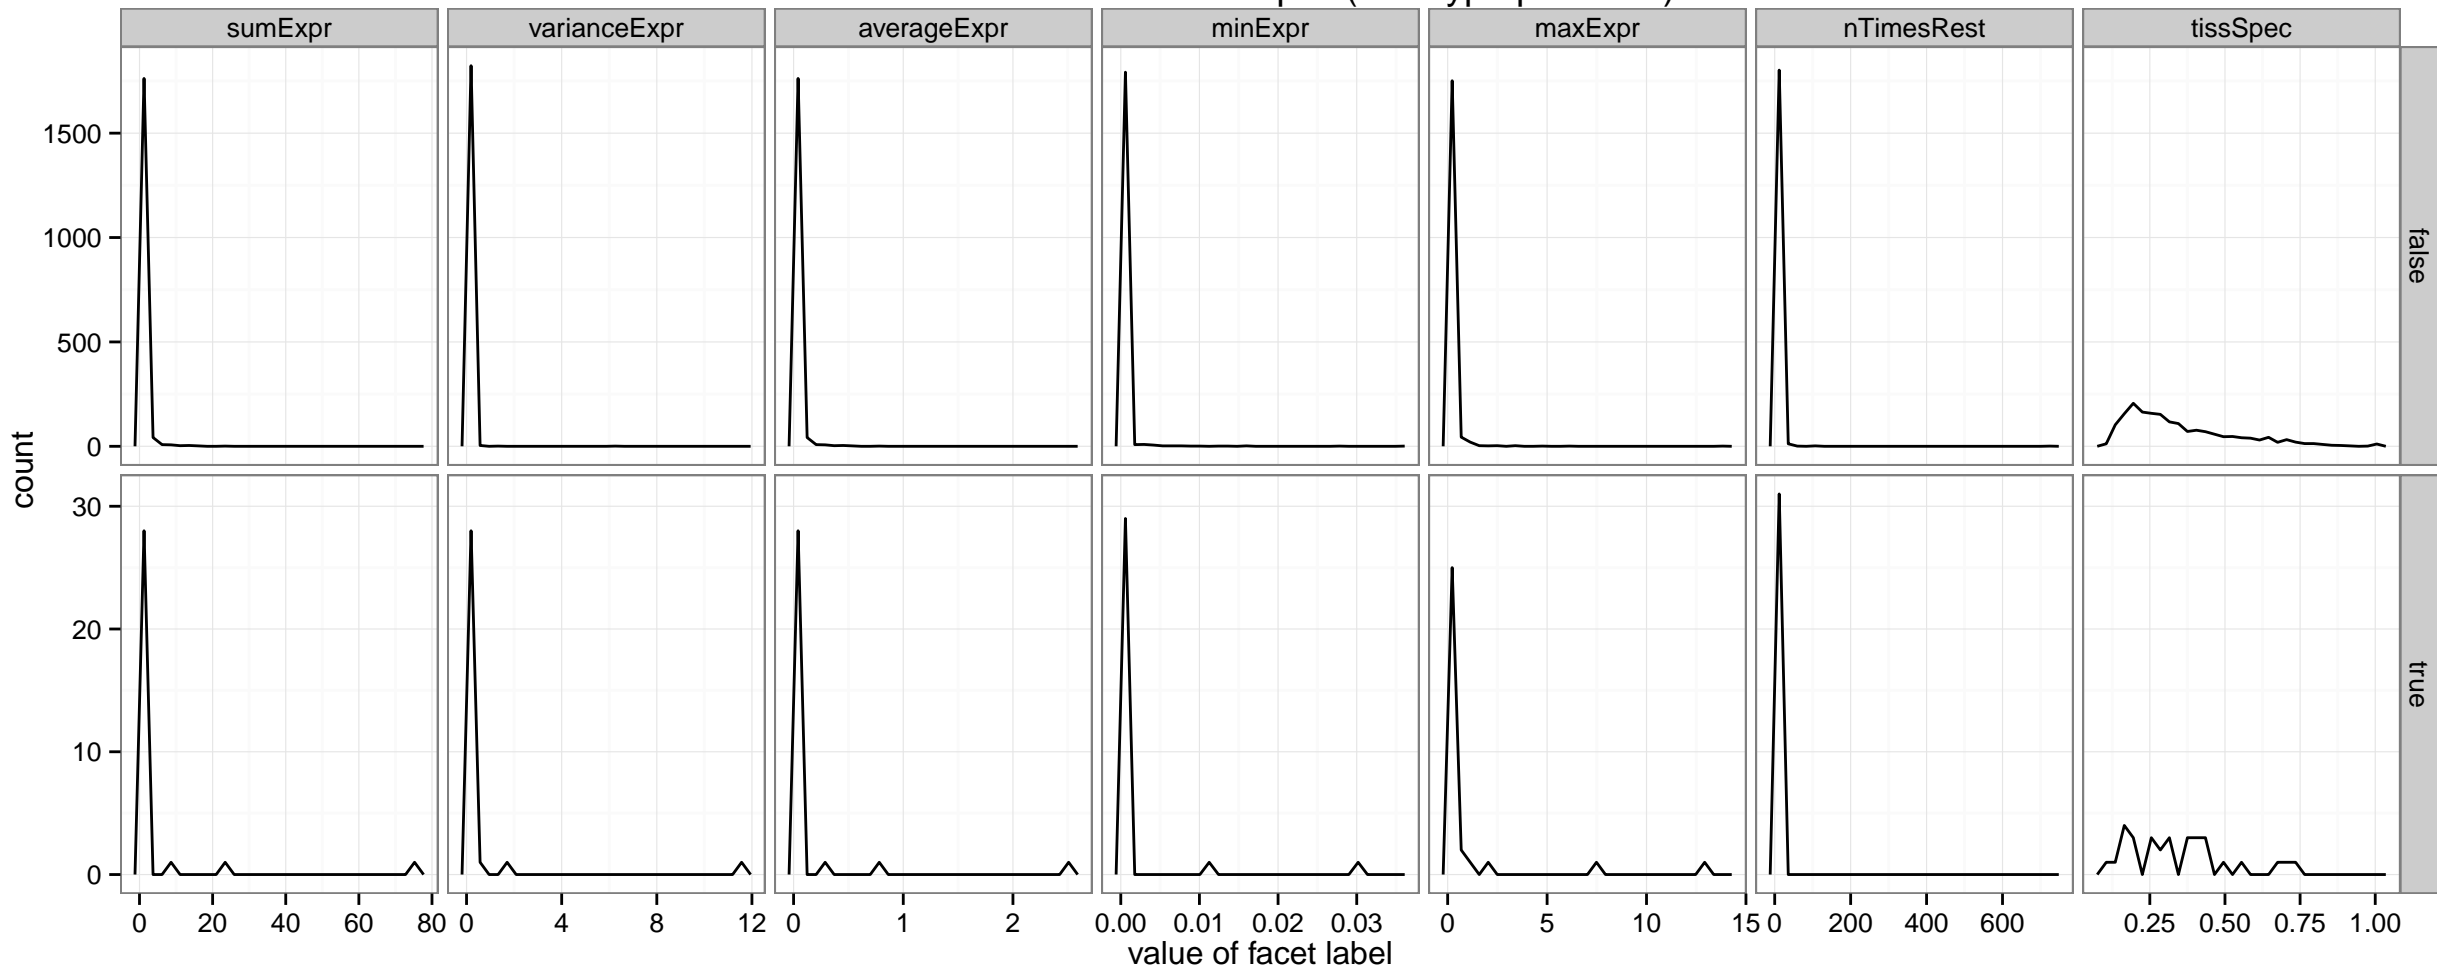 sumExpr varianceExpr averageExpr minExpr maxExpr nTimesRest tissSpec
1500
1000
500
0
false
count
30
20
10
0
true
0 20 40 60 80 0 4 8 12 0 1 2 0.00 0.01 0.02 0.03 0 5 10 15 0 200 400 600 0.25 0.50 0.75 1.00
value of facet label